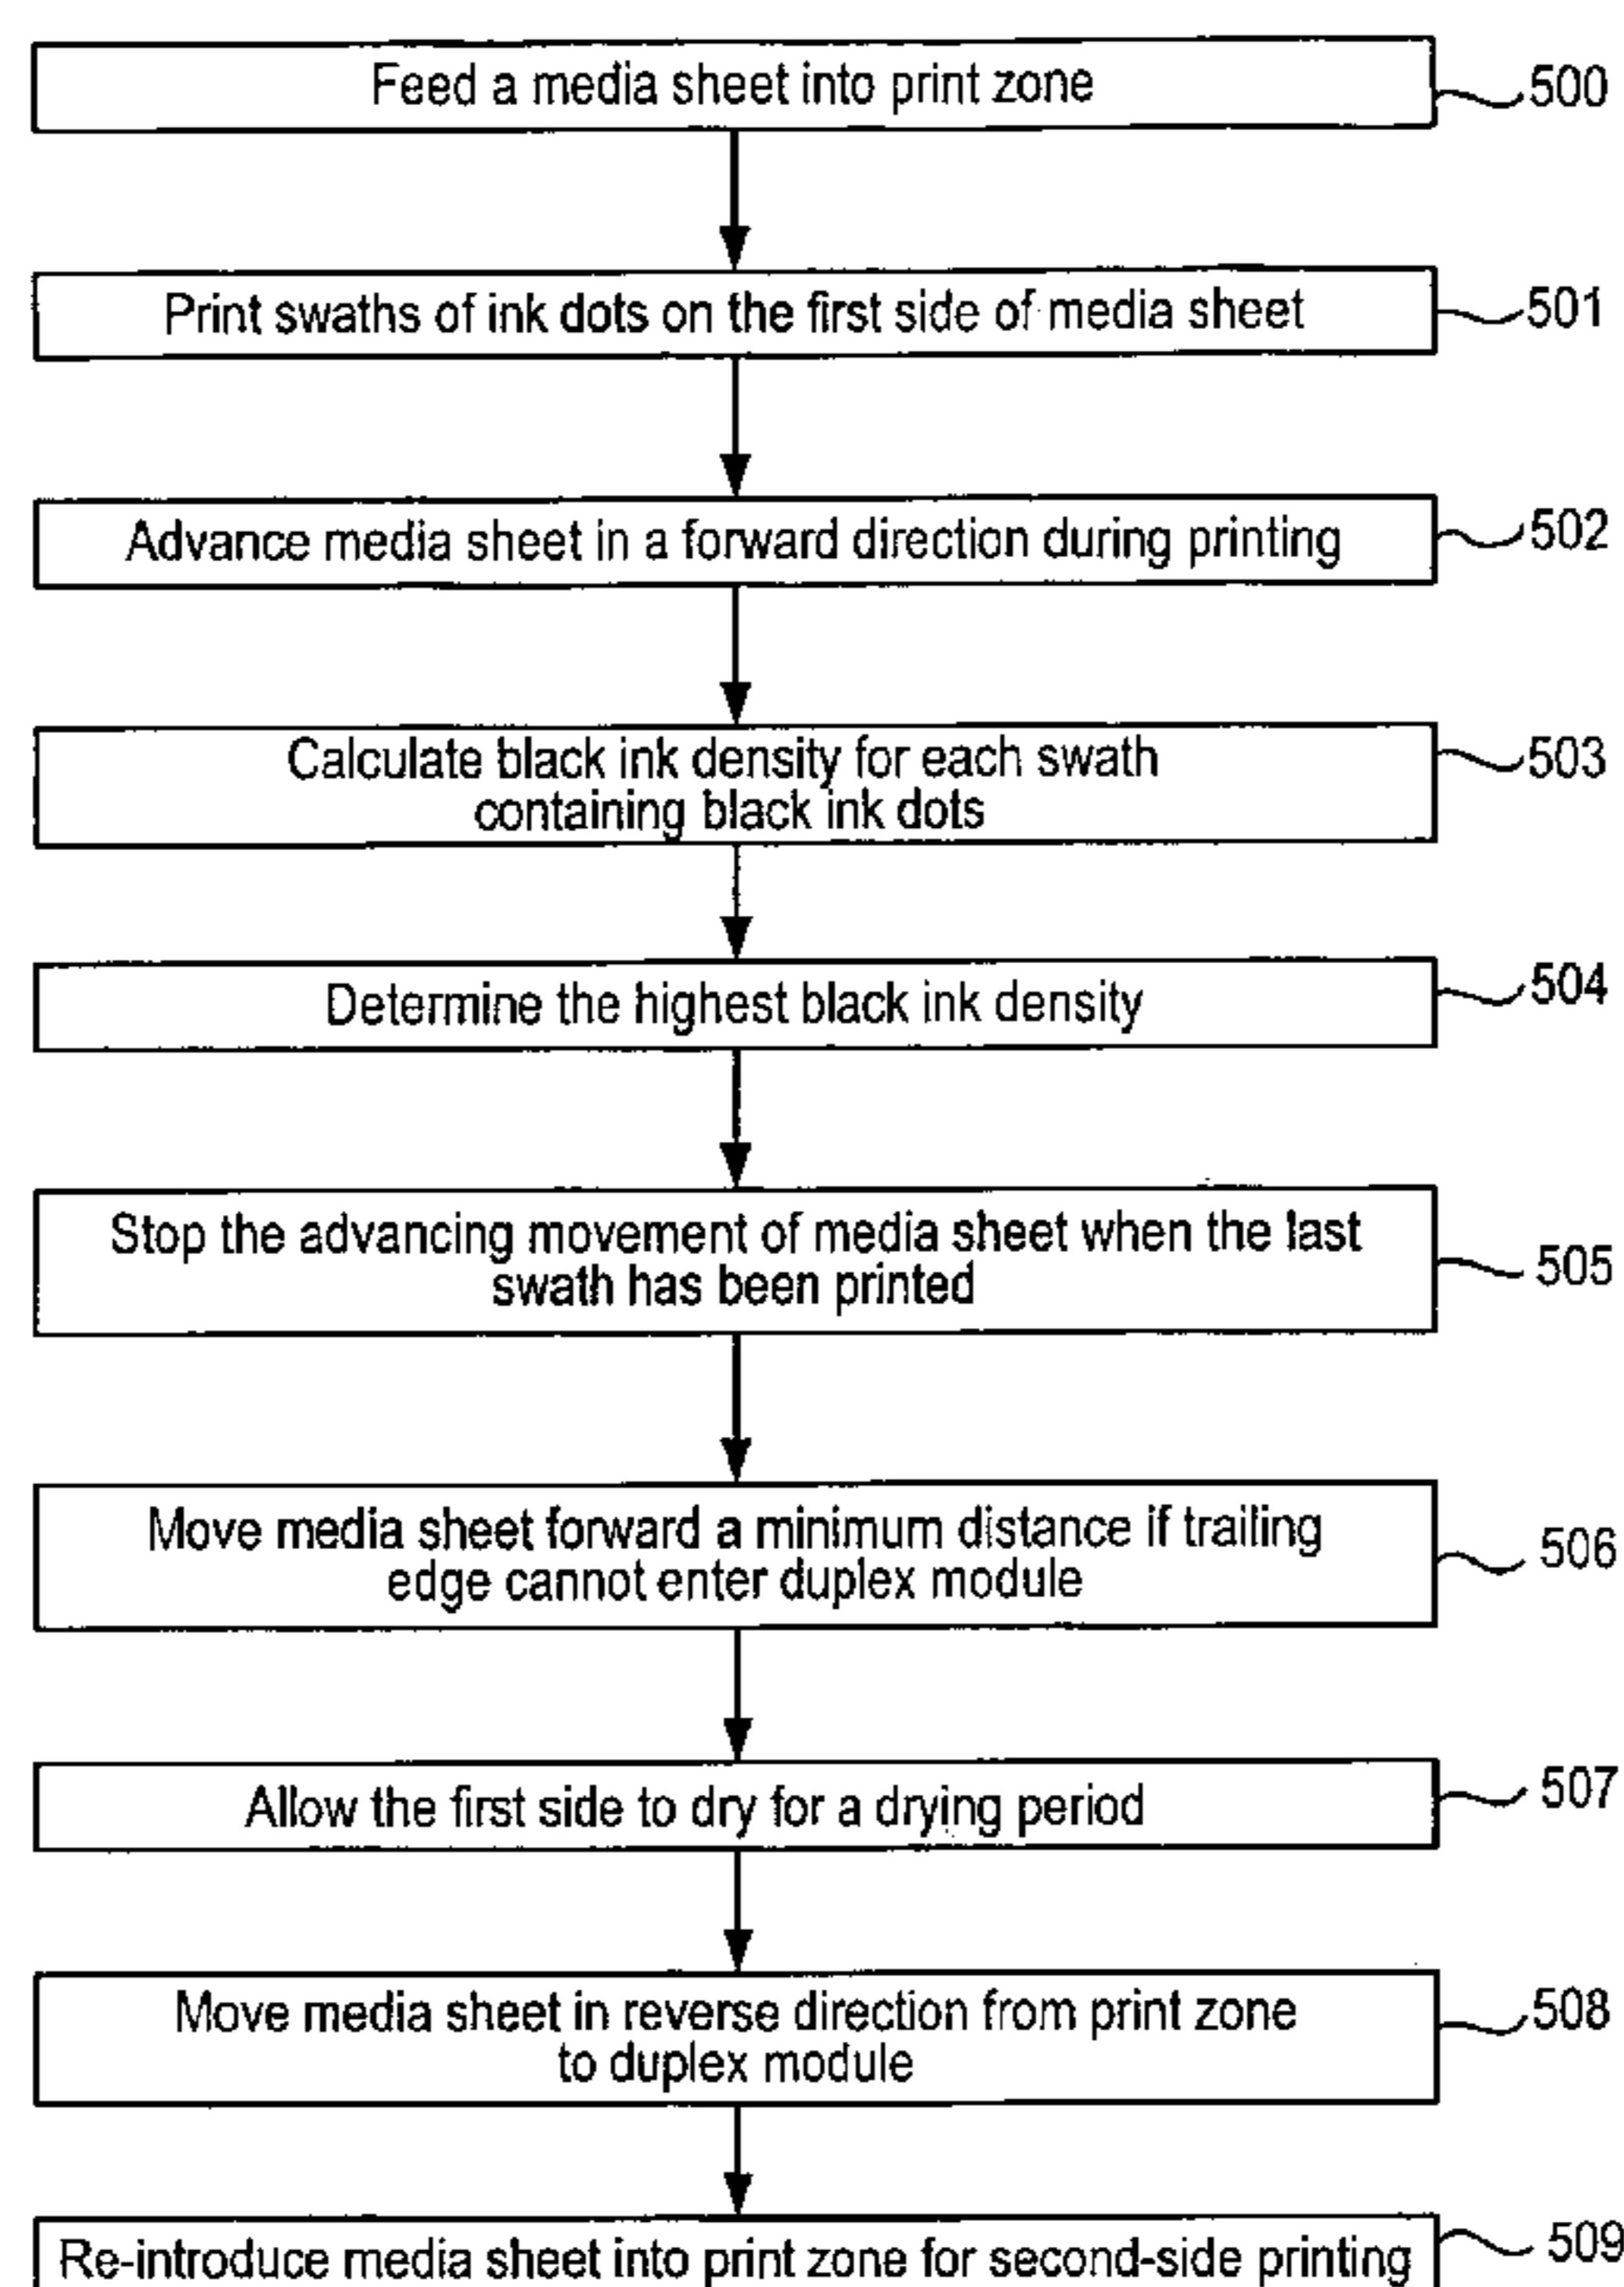 Feed a media sheet into print zone
500
Print swaths of ink dots on the first side of media sheet
501
Advance media sheet in a forward direction during printing
502
Calculate black ink density for each swath
containing black ink dots
503
Determine the highest black ink density
504
Stop the advancing movement of media sheet when the last
swath has been printed
505
Move media sheet forward a minimum distance if trailing
edge cannot enter duplex module
506
Allow the first side to dry for a drying period
507
Move media sheet in reverse direction from print zone
to duplex module
508
Re-introduce media sheet into print zone for second-side printing
509